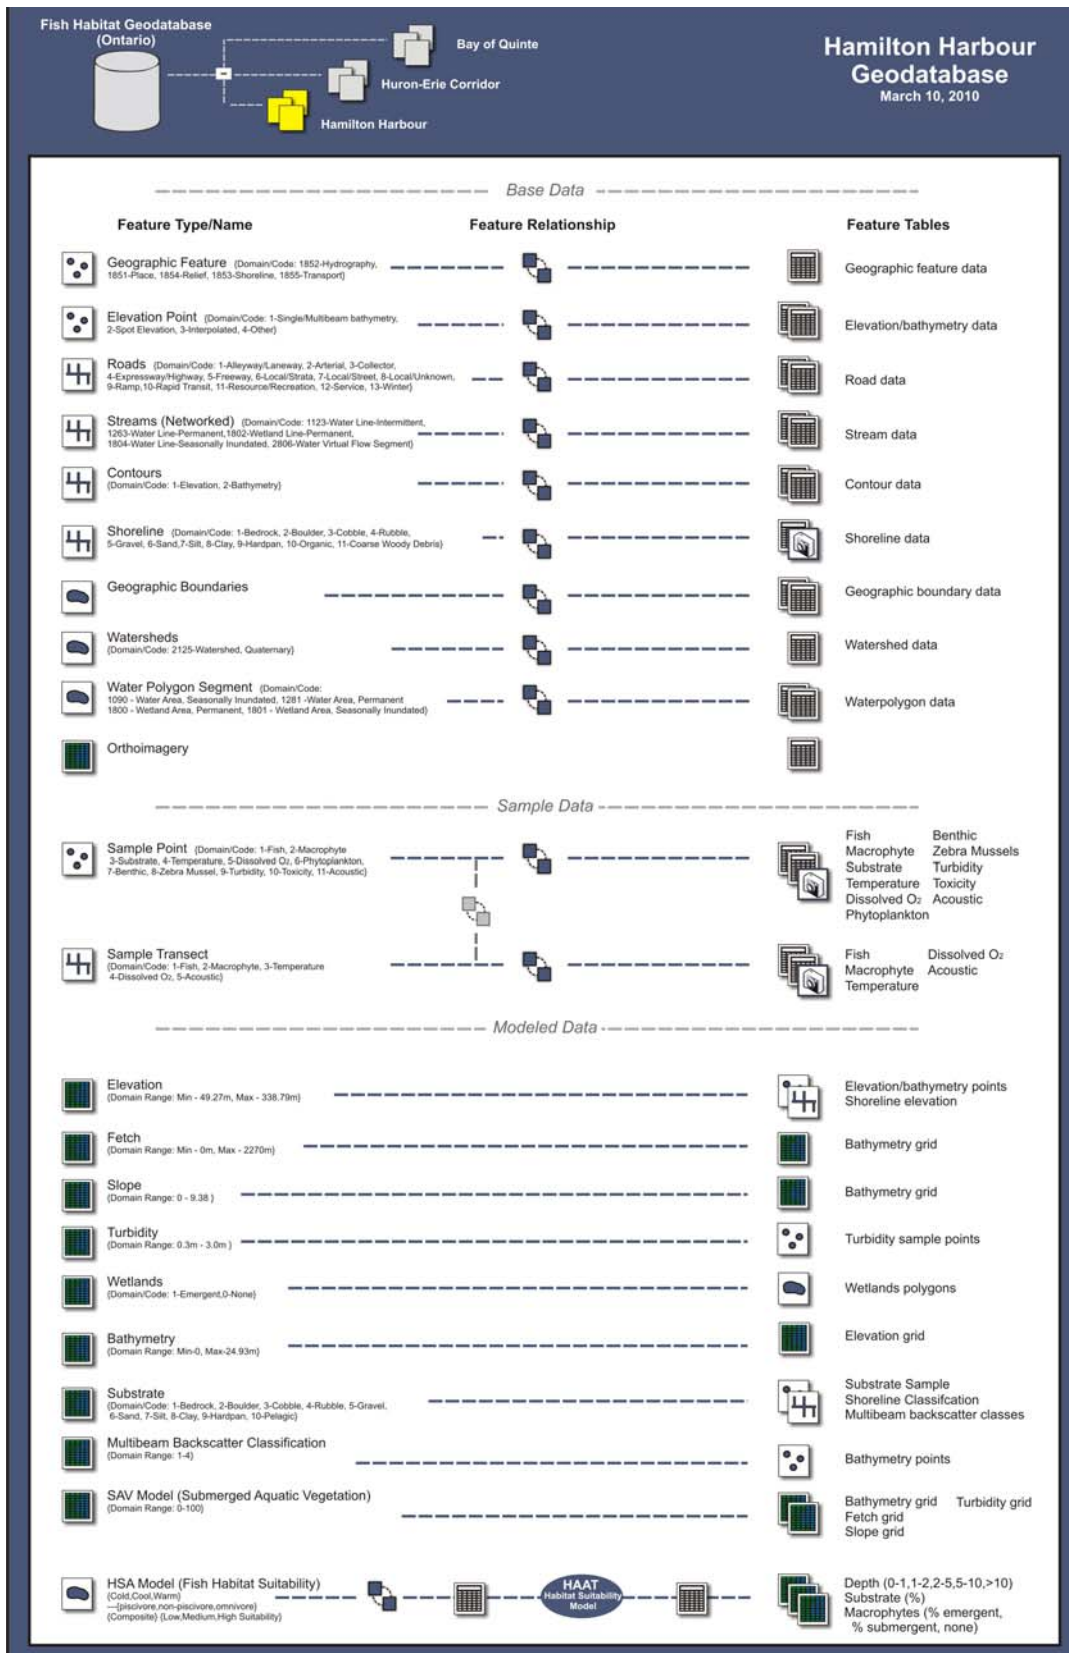 Fish Habitat Geodatabase
(Ontario)
Bay of Quinte
Huron-Erie Corridor
Hamilton Harbour
Hamilton Harbour
Geodatabase
March 10, 2010
Base Data
Feature Type/Name
Feature Relationship
Feature Tables
Geographic Feature {Domain/Code: 1852-Hydrography,
1851-Place, 1854-Relief, 1853-Shoreline, 1855-Transport}
Geographic feature data
Elevation Point {Domain/Code: 1-Single/Multibeam bathymetry,
2-Spot Elevation, 3-Interpolated, 4-Other}
Elevation/bathymetry data
Roads {Domain/Code: 1-Alleyway/Laneway, 2-Arterial, 3-Collector,
4-Expressway/Highway, 5-Freeway, 6-Local/Strata, 7-Local/Street, 8-Local/Unknown,
9-Ramp,10-Rapid Transit, 11-Resource/Recreation, 12-Service, 13-Winter}
Road data
Streams (Networked) {Domain/Code: 1123-Water Line-Intermittent,
1263-Water Line-Permanent,1802-Wetland Line-Permanent,
1804-Water Line-Seasonally Inundated, 2806-Water Virtual Flow Segment}
Stream data
Contours
{Domain/Code: 1-Elevation, 2-Bathymetry}
Contour data
Shoreline {Domain/Code: 1-Bedrock, 2-Boulder, 3-Cobble, 4-Rubble,
5-Gravel, 6-Sand,7-Silt, 8-Clay, 9-Hardpan, 10-Organic, 11-Coarse Woody Debris}
Shoreline data
Geographic Boundaries
Geographic boundary data
Watersheds
{Domain/Code: 2125-Watershed, Quaternary}
Watershed data
Water Polygon Segment {Domain/Code:
1090 - Water Area, Seasonally Inundated, 1281 -Water Area, Permanent
1800 - Wetland Area, Permanent, 1801 - Wetland Area, Seasonally Inundated}
Waterpolygon data
Orthoimagery
Sample Data
Sample Point {Domain/Code: 1-Fish, 2-Macrophyte
3-Substrate, 4-Temperature, 5-Dissolved O2, 6-Phytoplankton,
7-Benthic, 8-Zebra Mussel, 9-Turbidity, 10-Toxicity, 11-Acoustic}
Fish Benthic
Macrophyte Zebra Mussels
Substrate Turbidity
Temperature Toxicity
Dissolved O2 Acoustic
Phytoplankton
Sample Transect
{Domain/Code: 1-Fish, 2-Macrophyte, 3-Temperature
4-Dissolved O2, 5-Acoustic}
Fish Dissolved O2
Macrophyte Acoustic
Temperature
Modeled Data
Elevation
{Domain Range: Min - 49.27m, Max - 338.79m}
Elevation/bathymetry points
Shoreline elevation
Fetch
{Domain Range: Min - 0m, Max - 2270m}
Bathymetry grid
Slope
{Domain Range: 0 - 9.38 }
Bathymetry grid
Turbidity
{Domain Range: 0.3m - 3.0m }
Turbidity sample points
Wetlands
{Domain/Code: 1-Emergent,0-None}
Wetlands polygons
Bathymetry
{Domain Range: Min-0, Max-24.93m}
Elevation grid
Substrate
{Domain/Code: 1-Bedrock, 2-Boulder, 3-Cobble, 4-Rubble, 5-Gravel,
6-Sand, 7-Silt, 8-Clay, 9-Hardpan, 10-Pelagic}
Substrate Sample
Shoreline Classifcation
Multibeam backscatter classes
Multibeam Backscatter Classification
{Domain Range: 1-4}
Bathymetry points
SAV Model (Submerged Aquatic Vegetation)
{Domain Range: 0-100}
Bathymetry grid Turbidity grid
Fetch grid
Slope grid
HSA Model (Fish Habitat Suitability)
{Cold,Cool,Warm}
---{piscivore,non-piscivore,omnivore}
{Composite} {Low,Medium,High Suitability}
HAAT
Habitat Suitability
Model
Depth (0-1,1-2,2-5,5-10,>10)
Substrate (%)
Macrophytes (% emergent,
% submergent, none)